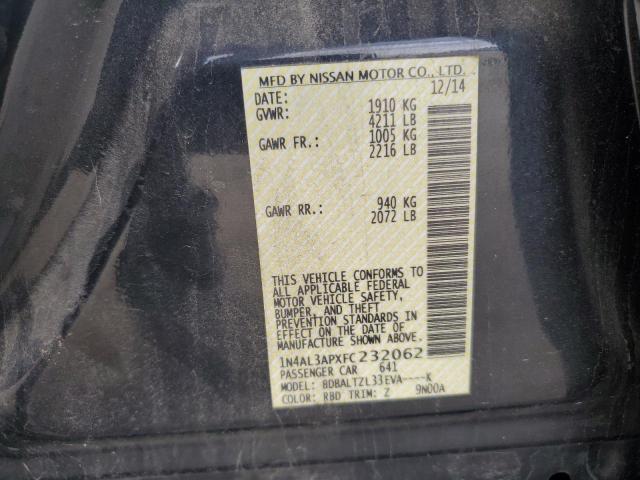 MFD BY NISSAN MOTOR CO., LTD.
DATE: 12/14
GVWR: 1910 KG
4211 LB
GAWR FR.: 1005 KG
2216 LB
GAWR RR.: 940 KG
2072 LB
THIS VEHICLE CONFORMS TO
ALL APPLICABLE FEDERAL
MOTOR VEHICLE SAFETY,
BUMPER, AND THEFT
PREVENTION STANDARDS IN
EFFECT ON THE DATE OF
MFR. SHOWN ABOVE.
1N4AL3APXFC232062
PASSENGER CAR 641
MODEL: BDBALTZL33EVA----K
COLOR: RBD TRIM: Z 9N00A